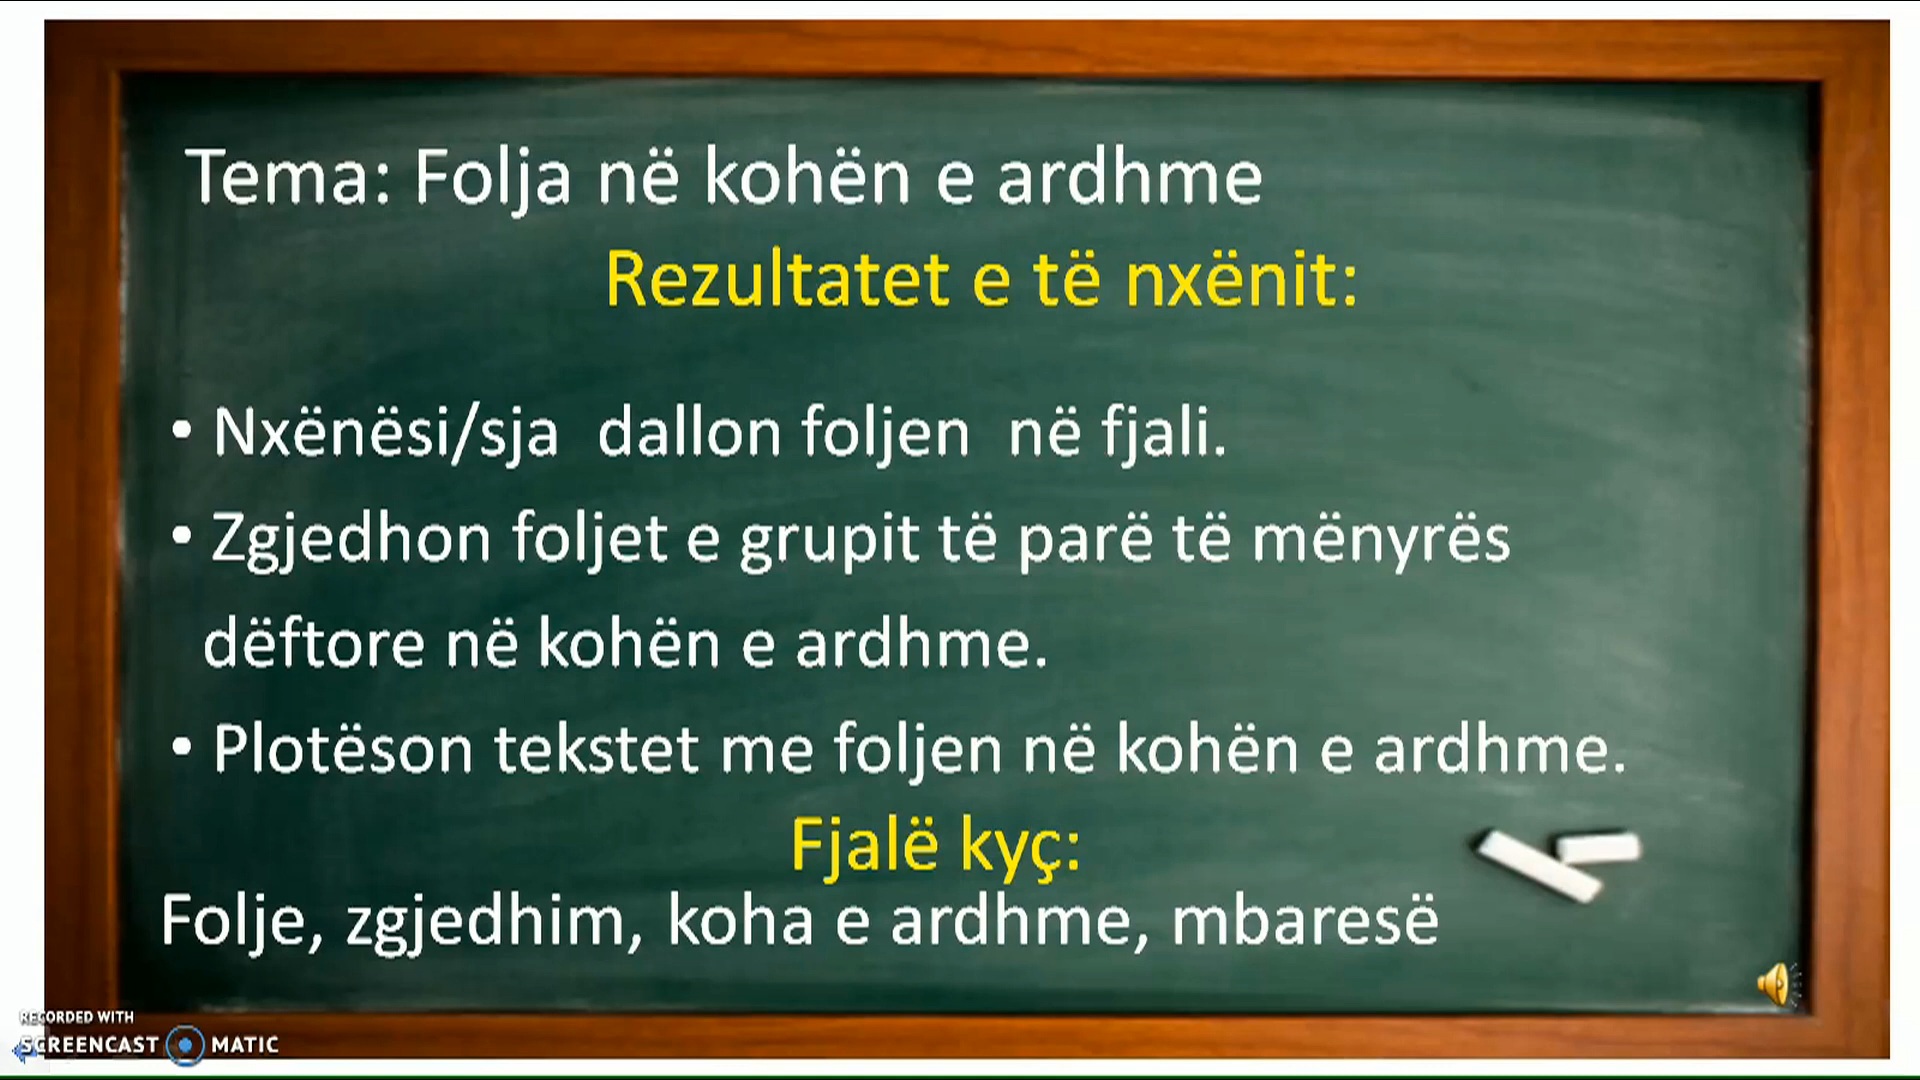 Tema: Folja në kohën e ardhme
Rezultatet e të nxënit:
• Nxënësi/sja dallon foljen në fjali.
• Zgjedhon foljet e grupit të parë të mënyrës
dëftore në kohën e ardhme.
• Plotëson tekstet me foljen në kohën e ardhme.
Fjalë kyç:
Folje, zgjedhim, koha e ardhme, mbaresë
RECORDED WITH
SCREENCAST MATIC